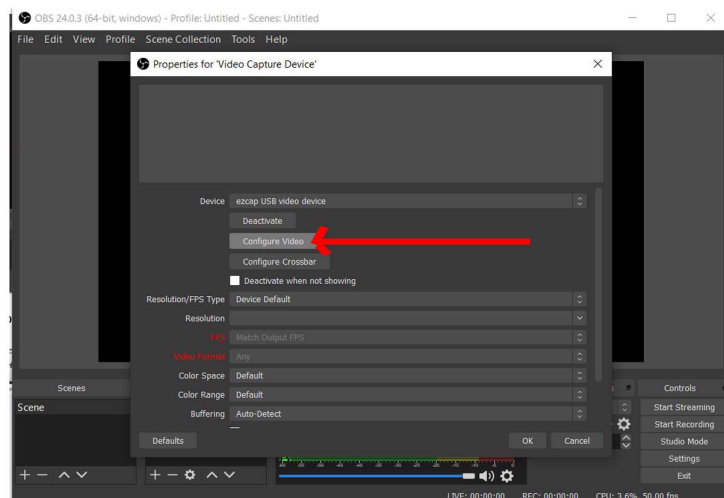 OBS 24.0.3 (64-bit, windows) - Profile: Untitled - Scenes: Untitled
File Edit View Profile Scene Collection Tools Help
Properties for 'Video Capture Device'
Device ezcap USB video device
Deactivate
Configure Video
Configure Crossbar
Deactivate when not showing
Resolution/FPS Type Device Default
Resolution
FPS Match Output FPS
Video Format Any
Color Space Default
Color Range Default
Buffering Auto-Detect
Defaults OK Cancel
Scenes Controls
Scene
Start Streaming
Start Recording
Studio Mode
Settings
Exit
LIVE: 00:00:00 REC: 00:00:00 CPU: 3.6%, 50.00 fps